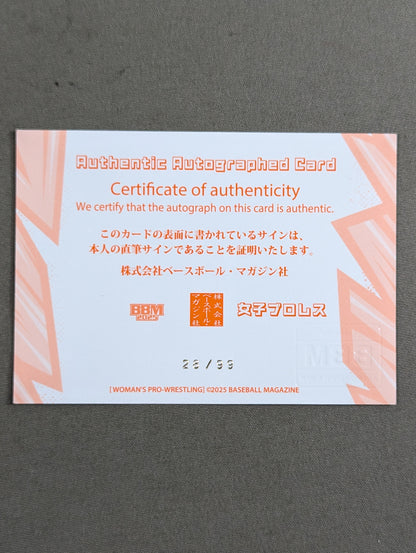 Authentic Autographed Card
Certificate of authenticity
We certify that the autograph on this card is authentic.
このカードの表面に書かれているサインは、
本人の直筆サインであることを証明いたします。
株式会社ベースボール・マガジン社
BBM
2025
株式会社
ベースボール・
マガジン社
女子プロレス
BBM
28/99
[ WOMAN'S PRO-WRESTLING] ©2025 BASEBALL MAGAZINE